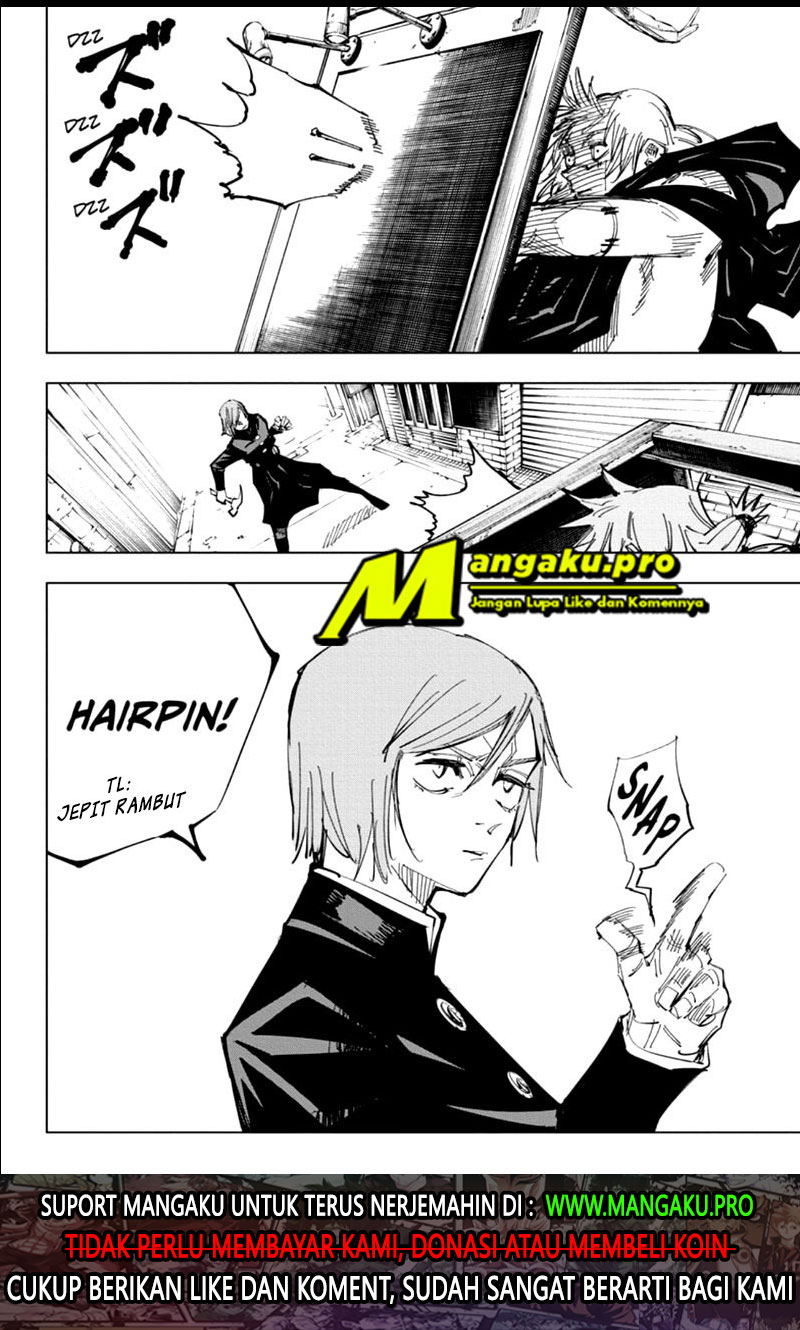 DZZ
ズ
DZZ
ズ
DZZ
ズ
Mangaku.pro
Jangan Lupa Like dan Komennya
HAIRPIN!
TL:
JEPIT RAMBUT
SNAP
SUPORT MANGAKU UNTUK TERUS NERJEMAHIN DI : WWW.MANGAKU.PRO
TIDAK PERLU MEMBAYAR KAMI, DONASI ATAU MEMBELI KOIN
CUKUP BERIKAN LIKE DAN KOMENT, SUDAH SANGAT BERARTI BAGI KAMI